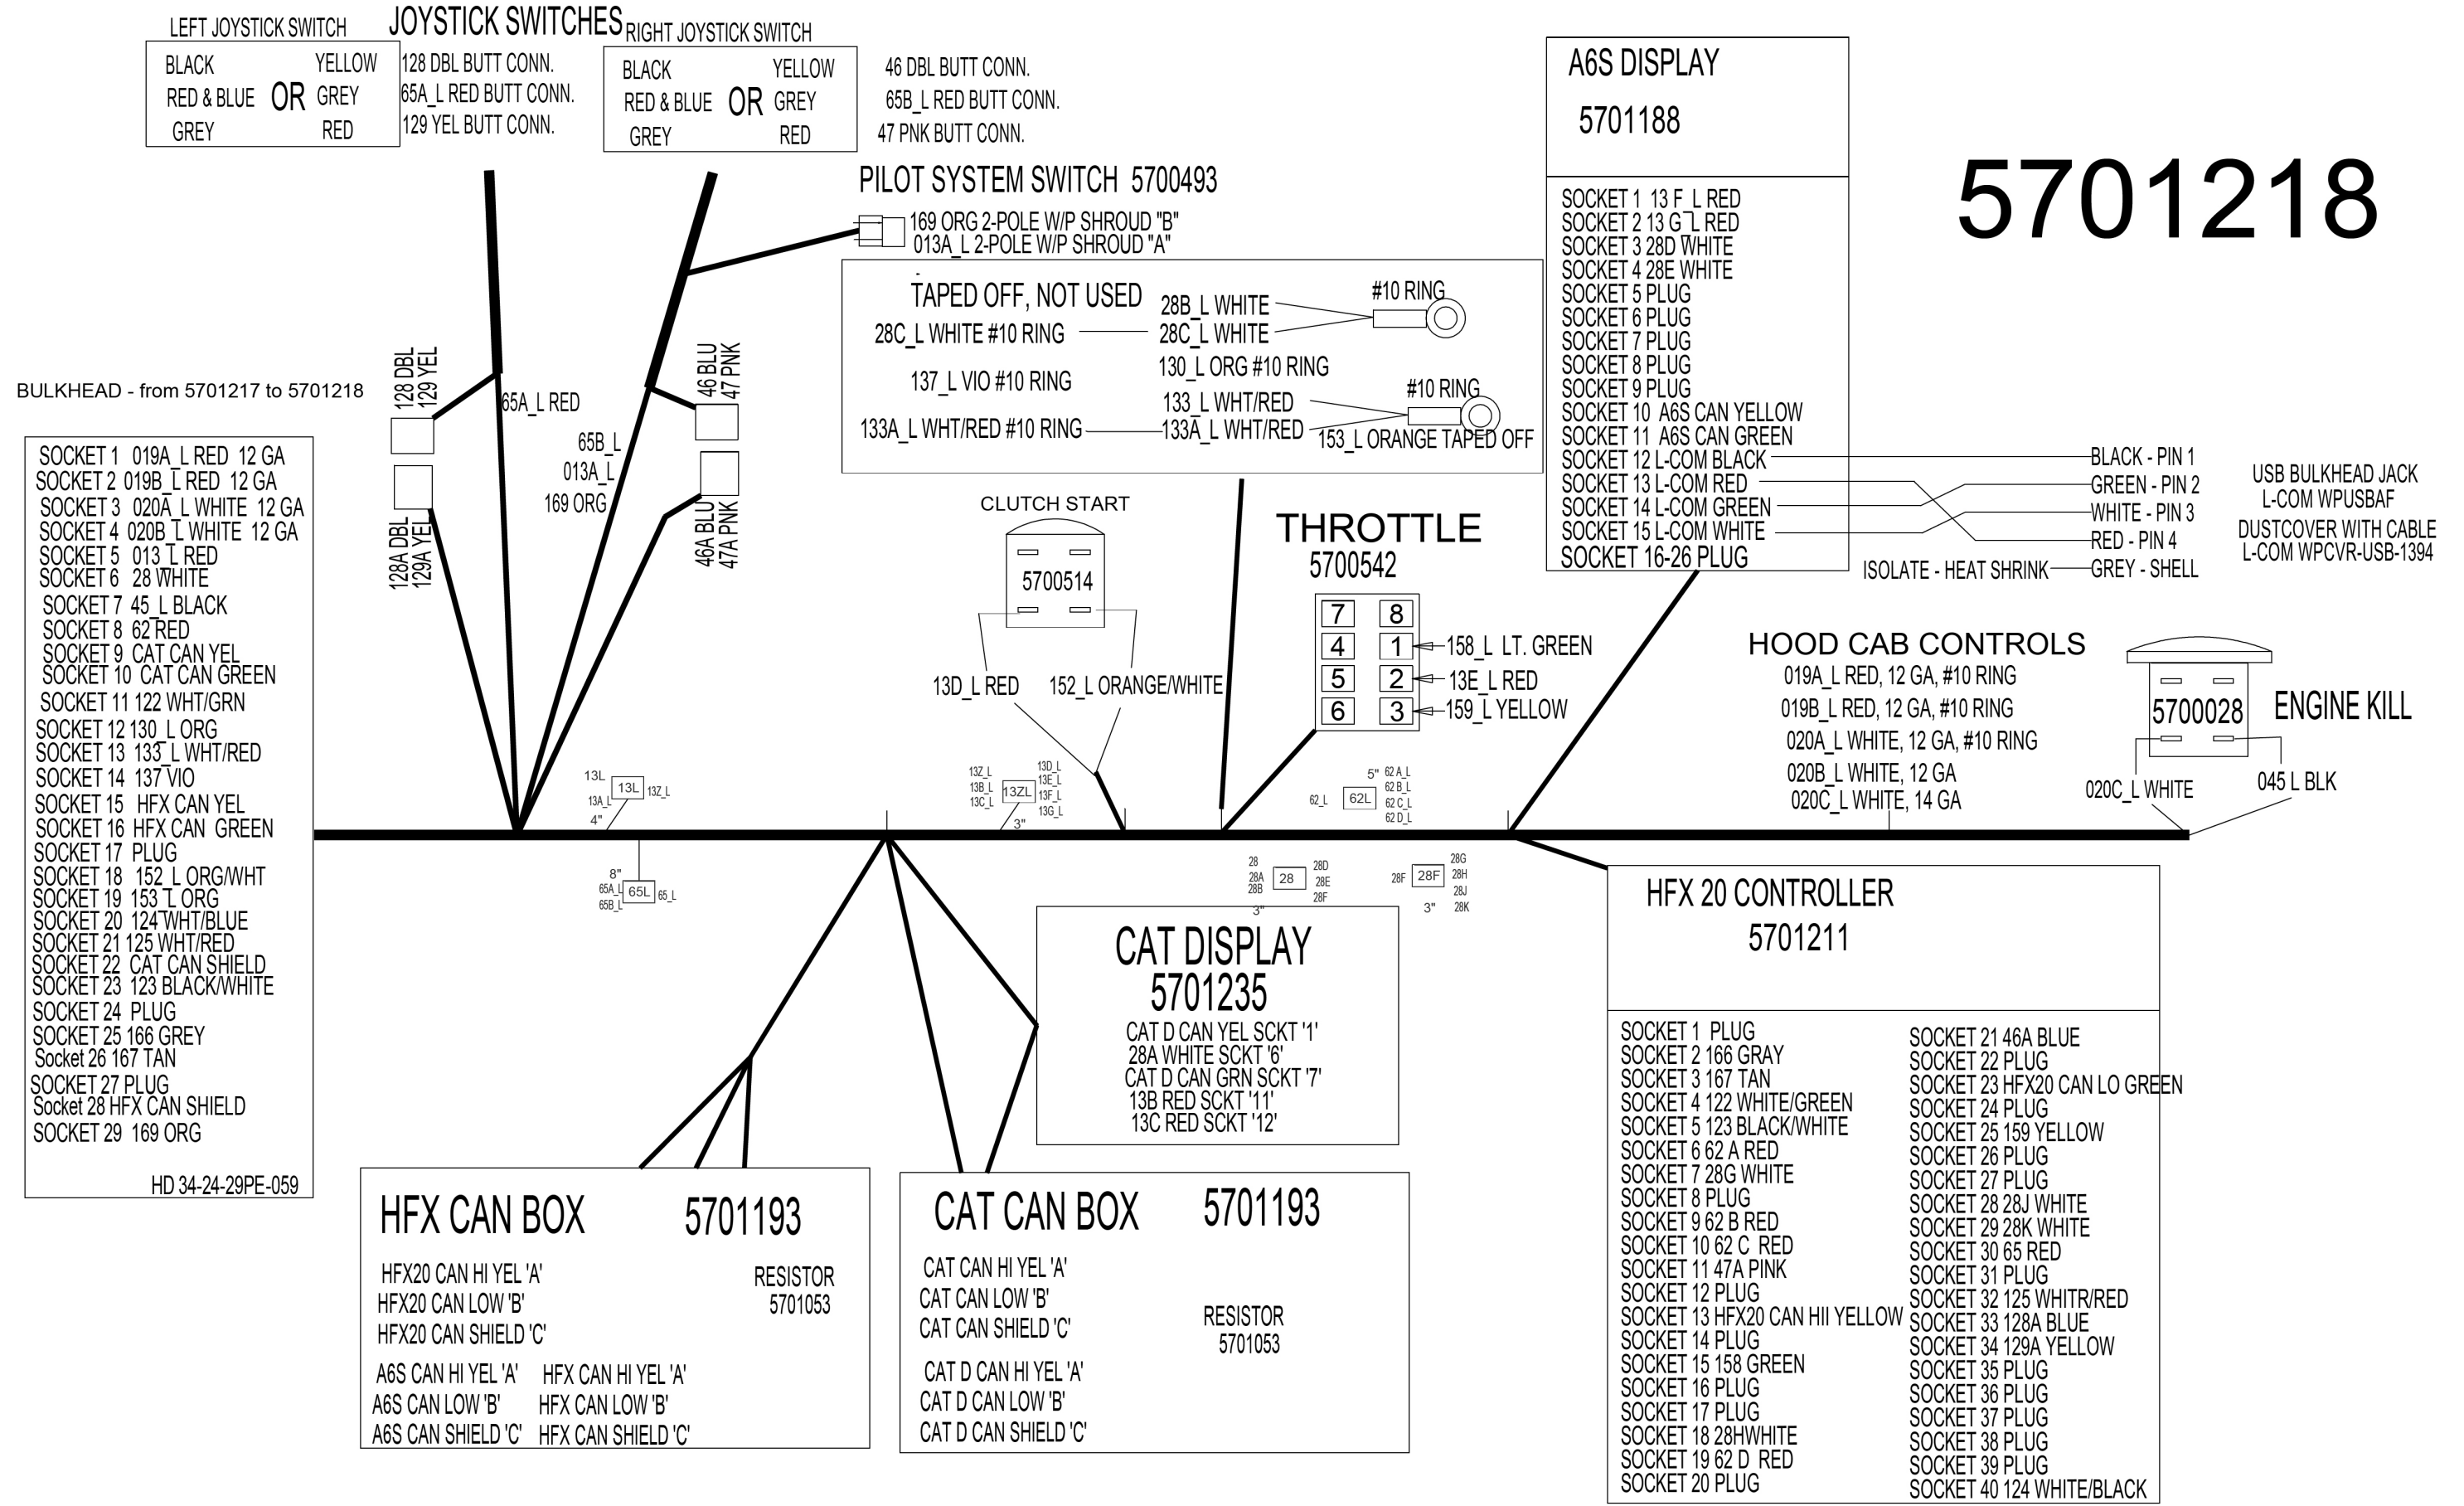 JOYSTICK SWITCHES
LEFT JOYSTICK SWITCH
BLACK YELLOW
RED & BLUE OR GREY
GREY RED
128 DBL BUTT CONN.
65A_L RED BUTT CONN.
129 YEL BUTT CONN.
RIGHT JOYSTICK SWITCH
BLACK YELLOW
RED & BLUE OR GREY
GREY RED
46 DBL BUTT CONN.
65B_L RED BUTT CONN.
47 PNK BUTT CONN.
PILOT SYSTEM SWITCH 5700493
169 ORG 2-POLE W/P SHROUD "B"
013A_L 2-POLE W/P SHROUD "A"
TAPED OFF, NOT USED
28C_L WHITE #10 RING
137_L VIO #10 RING
133A_L WHT/RED #10 RING
28B_L WHITE
28C_L WHITE
#10 RING
130_L ORG #10 RING
133_L WHT/RED
133A_L WHT/RED
#10 RING
153_L ORANGE TAPED OFF
A6S DISPLAY
5701188
SOCKET 1 13 F_L RED
SOCKET 2 13 G_L RED
SOCKET 3 28D WHITE
SOCKET 4 28E WHITE
SOCKET 5 PLUG
SOCKET 6 PLUG
SOCKET 7 PLUG
SOCKET 8 PLUG
SOCKET 9 PLUG
SOCKET 10 A6S CAN YELLOW
SOCKET 11 A6S CAN GREEN
SOCKET 12 L-COM BLACK
SOCKET 13 L-COM RED
SOCKET 14 L-COM GREEN
SOCKET 15 L-COM WHITE
SOCKET 16-26 PLUG
5701218
BLACK - PIN 1
GREEN - PIN 2
WHITE - PIN 3
RED - PIN 4
ISOLATE - HEAT SHRINK
GREY - SHELL
USB BULKHEAD JACK
L-COM WPUSBAF
DUSTCOVER WITH CABLE
L-COM WPCVR-USB-1394
BULKHEAD - from 5701217 to 5701218
SOCKET 1 019A_L RED 12 GA
SOCKET 2 019B_L RED 12 GA
SOCKET 3 020A_L WHITE 12 GA
SOCKET 4 020B_L WHITE 12 GA
SOCKET 5 013_L RED
SOCKET 6 28 WHITE
SOCKET 7 45_L BLACK
SOCKET 8 62 RED
SOCKET 9 CAT CAN YEL
SOCKET 10 CAT CAN GREEN
SOCKET 11 122 WHT/GRN
SOCKET 12 130_L ORG
SOCKET 13 133_L WHT/RED
SOCKET 14 137 VIO
SOCKET 15 HFX CAN YEL
SOCKET 16 HFX CAN GREEN
SOCKET 17 PLUG
SOCKET 18 152_L ORG/WHT
SOCKET 19 153_L ORG
SOCKET 20 124 WHT/BLUE
SOCKET 21 125 WHT/RED
SOCKET 22 CAT CAN SHIELD
SOCKET 23 123 BLACK/WHITE
SOCKET 24 PLUG
SOCKET 25 166 GREY
Socket 26 167 TAN
SOCKET 27 PLUG
Socket 28 HFX CAN SHIELD
SOCKET 29 169 ORG
HD 34-24-29PE-059
128 DBL
129 YEL
128A DBL
129A YEL
65A_L RED
65B_L
013A_L
169 ORG
46 BLU
47 PNK
46A BLU
47A PNK
CLUTCH START
5700514
13D_L RED
152_L ORANGE/WHITE
THROTTLE
5700542
7 8
4 1
5 2
6 3
158_L LT. GREEN
13E_L RED
159_L YELLOW
HOOD CAB CONTROLS
019A_L RED, 12 GA, #10 RING
019B_L RED, 12 GA, #10 RING
020A_L WHITE, 12 GA, #10 RING
020B_L WHITE, 12 GA
020C_L WHITE, 14 GA
5700028
ENGINE KILL
020C_L WHITE
045 L BLK
13L
13A_L
13L
13Z_L
4"
13Z_L
13B_L
13C_L
13ZL
13D_L
13E_L
13F_L
13G_L
3"
5"
62_L
62L
62 A_L
62 B_L
62 C_L
62 D_L
8"
65A_L
65B_L
65L
65_L
28
28A
28B
28
28D
28E
28F
3"
28F
28F
28G
28H
28J
28K
3"
CAT DISPLAY
5701235
CAT D CAN YEL SCKT '1'
28A WHITE SCKT '6'
CAT D CAN GRN SCKT '7'
13B RED SCKT '11'
13C RED SCKT '12'
HFX CAN BOX 5701193
HFX20 CAN HI YEL 'A'
HFX20 CAN LOW 'B'
HFX20 CAN SHIELD 'C'
RESISTOR
5701053
A6S CAN HI YEL 'A' HFX CAN HI YEL 'A'
A6S CAN LOW 'B' HFX CAN LOW 'B'
A6S CAN SHIELD 'C' HFX CAN SHIELD 'C'
CAT CAN BOX 5701193
CAT CAN HI YEL 'A'
CAT CAN LOW 'B'
CAT CAN SHIELD 'C'
RESISTOR
5701053
CAT D CAN HI YEL 'A'
CAT D CAN LOW 'B'
CAT D CAN SHIELD 'C'
HFX 20 CONTROLLER
5701211
SOCKET 1 PLUG
SOCKET 2 166 GRAY
SOCKET 3 167 TAN
SOCKET 4 122 WHITE/GREEN
SOCKET 5 123 BLACK/WHITE
SOCKET 6 62 A RED
SOCKET 7 28G WHITE
SOCKET 8 PLUG
SOCKET 9 62 B RED
SOCKET 10 62 C RED
SOCKET 11 47A PINK
SOCKET 12 PLUG
SOCKET 13 HFX20 CAN HII YELLOW
SOCKET 14 PLUG
SOCKET 15 158 GREEN
SOCKET 16 PLUG
SOCKET 17 PLUG
SOCKET 18 28HWHITE
SOCKET 19 62 D RED
SOCKET 20 PLUG
SOCKET 21 46A BLUE
SOCKET 22 PLUG
SOCKET 23 HFX20 CAN LO GREEN
SOCKET 24 PLUG
SOCKET 25 159 YELLOW
SOCKET 26 PLUG
SOCKET 27 PLUG
SOCKET 28 28J WHITE
SOCKET 29 28K WHITE
SOCKET 30 65 RED
SOCKET 31 PLUG
SOCKET 32 125 WHITR/RED
SOCKET 33 128A BLUE
SOCKET 34 129A YELLOW
SOCKET 35 PLUG
SOCKET 36 PLUG
SOCKET 37 PLUG
SOCKET 38 PLUG
SOCKET 39 PLUG
SOCKET 40 124 WHITE/BLACK